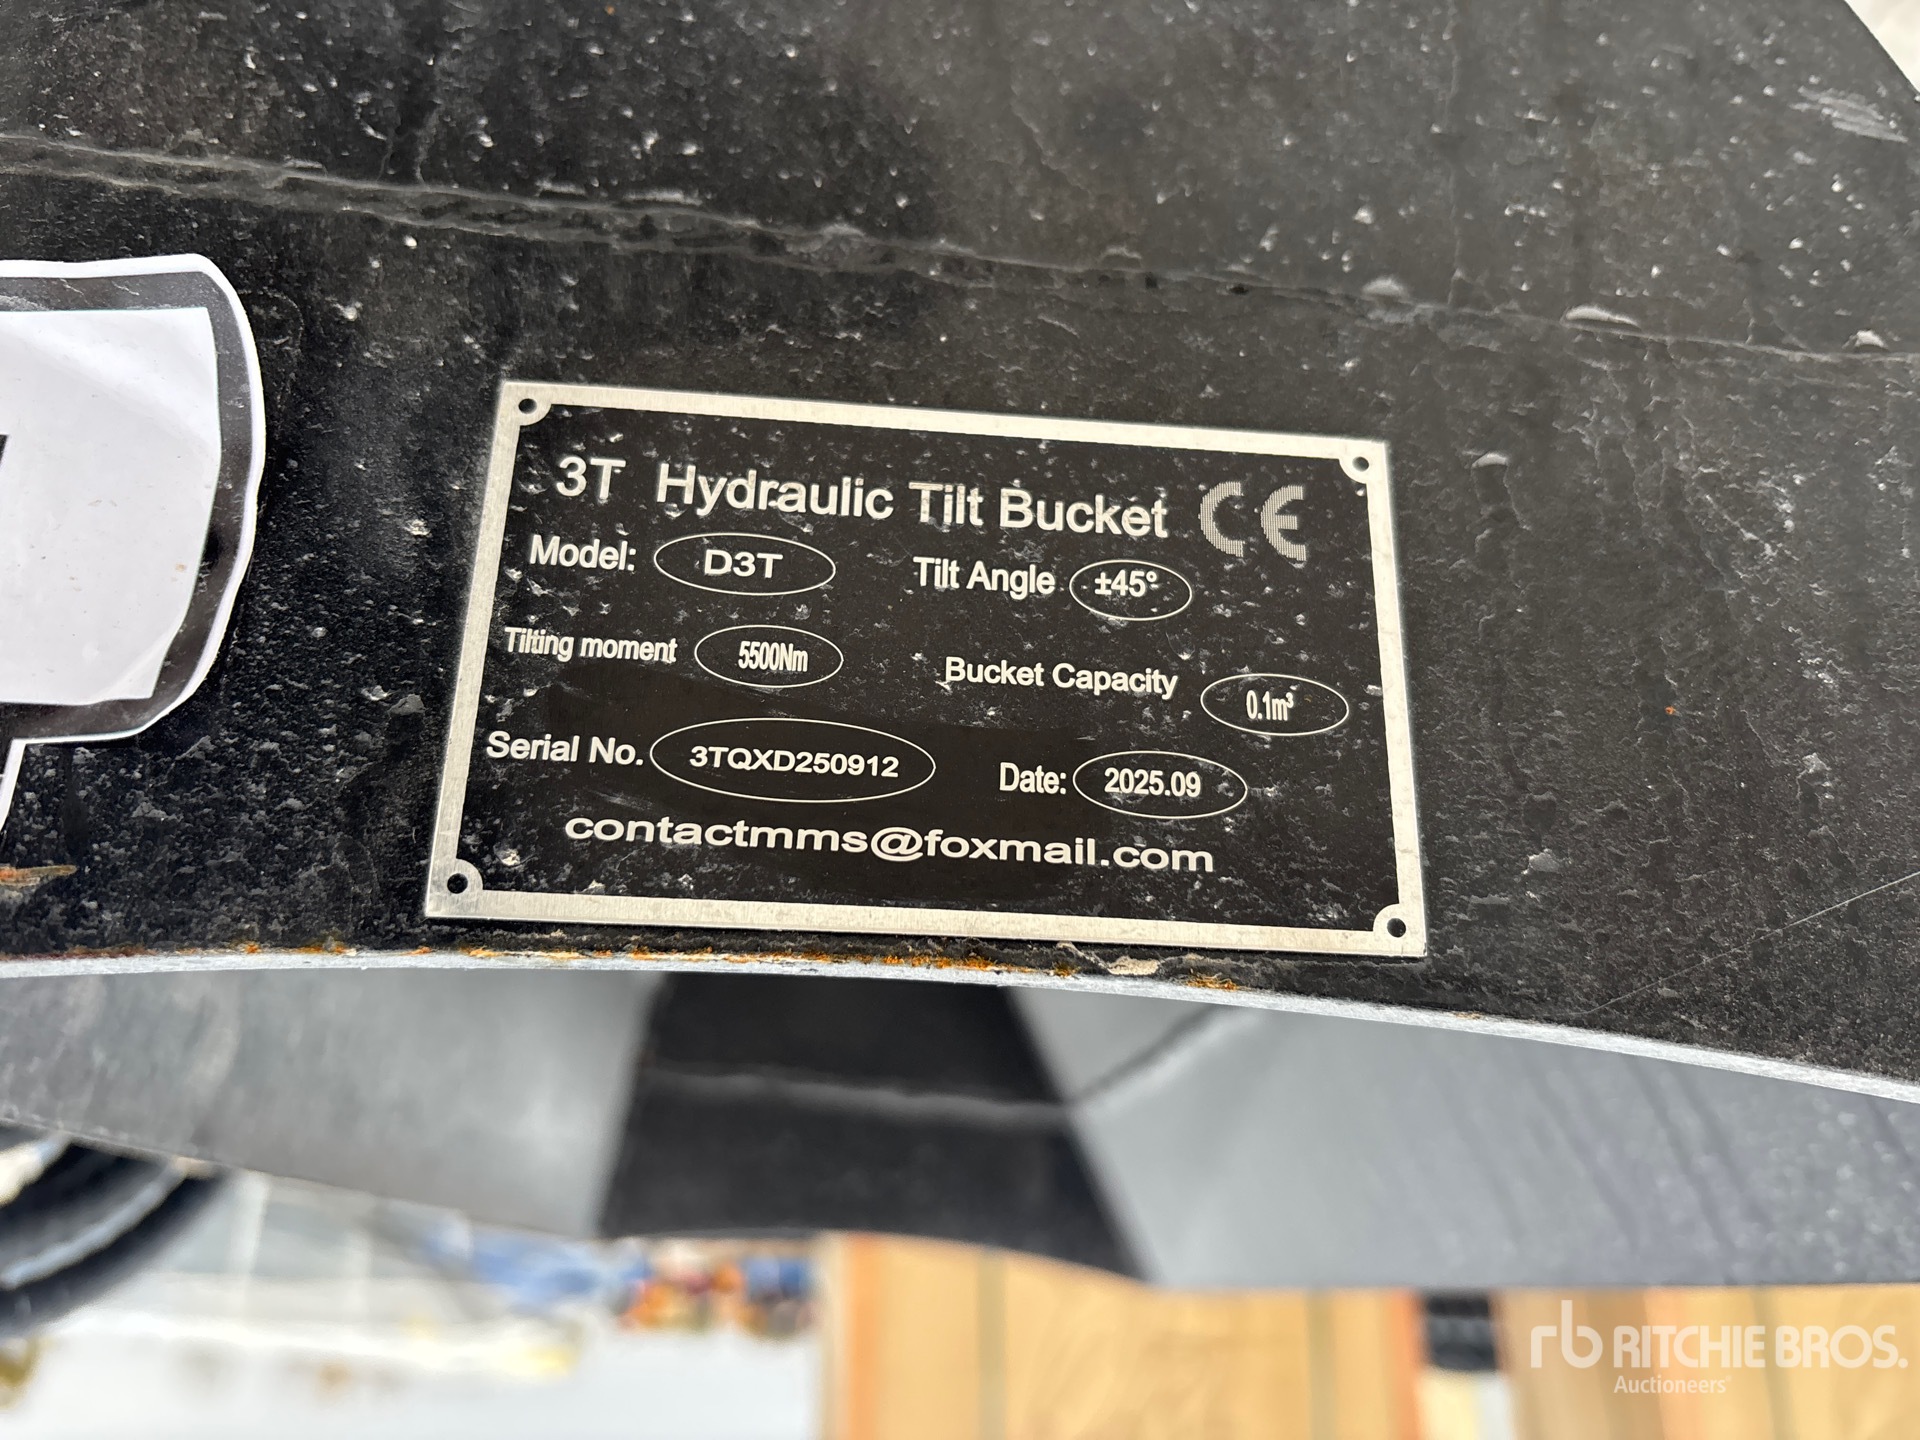 3T Hydraulic Tilt Bucket CE
Model: D3T Tilt Angle ±45°
Tilting moment 5500Nm Bucket Capacity 0.1m³
Serial No. 3TQXD250912 Date: 2025.09
contactmms@foxmail.com
rb RITCHIE BROS.
Auctioneers